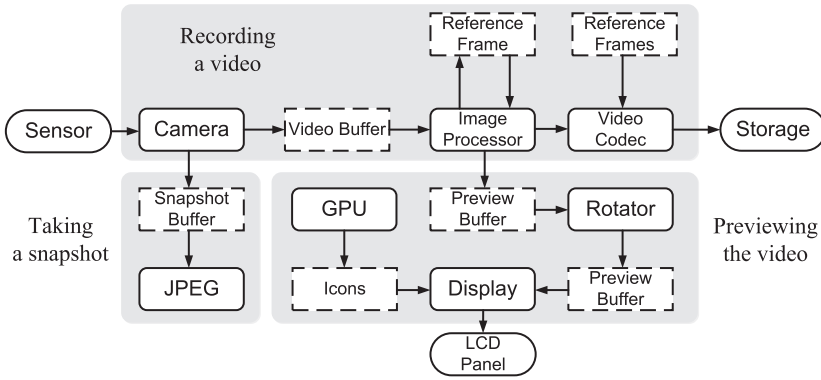 Recording
a video
Reference
Frame
Reference
Frames
Sensor
Camera
Video Buffer
Image
Processor
Video
Codec
Storage
Taking
a snapshot
Snapshot
Buffer
JPEG
GPU
Preview
Buffer
Rotator
Previewing
the video
Icons
Display
Preview
Buffer
LCD
Panel